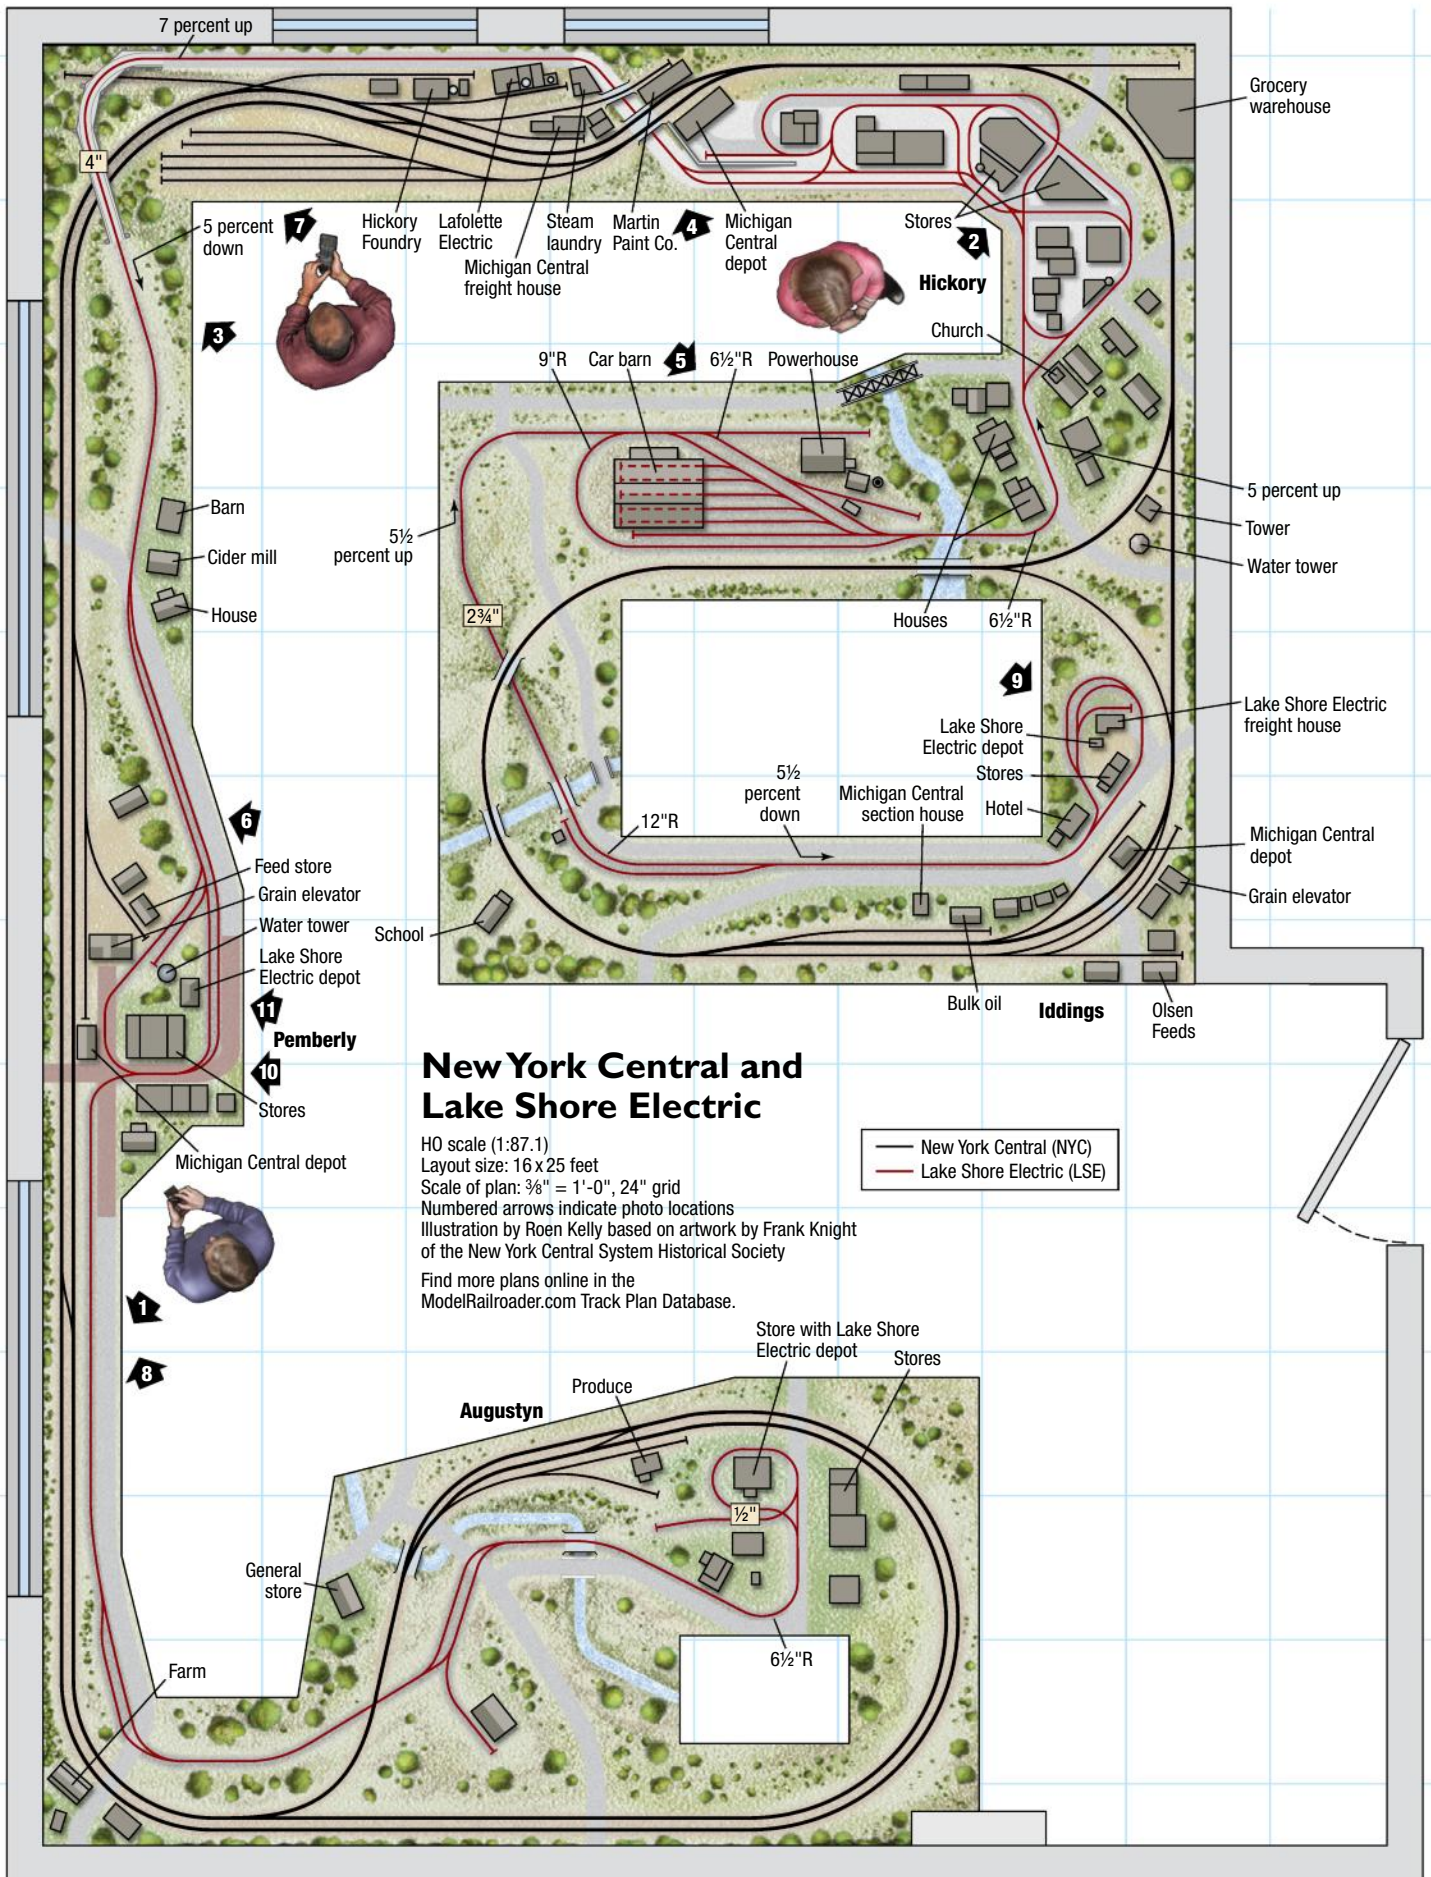 7 percent up
Grocery
warehouse
4"
5 percent
down
7
Hickory
Foundry
Lafolette
Electric
Steam
laundry
Martin
Paint Co.
4
Michigan
Central
depot
Stores
2
Michigan Central
freight house
Hickory
3
Church
9"R
Car barn
5
6½"R
Powerhouse
5 percent up
Barn
Tower
5½
percent up
Cider mill
Water tower
House
2¾"
Houses
6½"R
9
Lake Shore Electric
freight house
Lake Shore
Electric depot
Stores
5½
percent
down
Michigan Central
section house
Hotel
12"R
6
Michigan Central
depot
Feed store
Grain elevator
Grain elevator
Water tower
School
Lake Shore
Electric depot
Bulk oil
Iddings
Olsen
Feeds
11
Pemberly
10
Stores
Michigan Central depot
New York Central and
Lake Shore Electric
HO scale (1:87.1)
Layout size: 16 x 25 feet
Scale of plan: ⅜" = 1'-0", 24" grid
Numbered arrows indicate photo locations
Illustration by Roen Kelly based on artwork by Frank Knight
of the New York Central System Historical Society
Find more plans online in the
ModelRailroader.com Track Plan Database.
New York Central (NYC)
Lake Shore Electric (LSE)
1
8
Store with Lake Shore
Electric depot
Stores
Produce
Augustyn
½"
General
store
6½"R
Farm